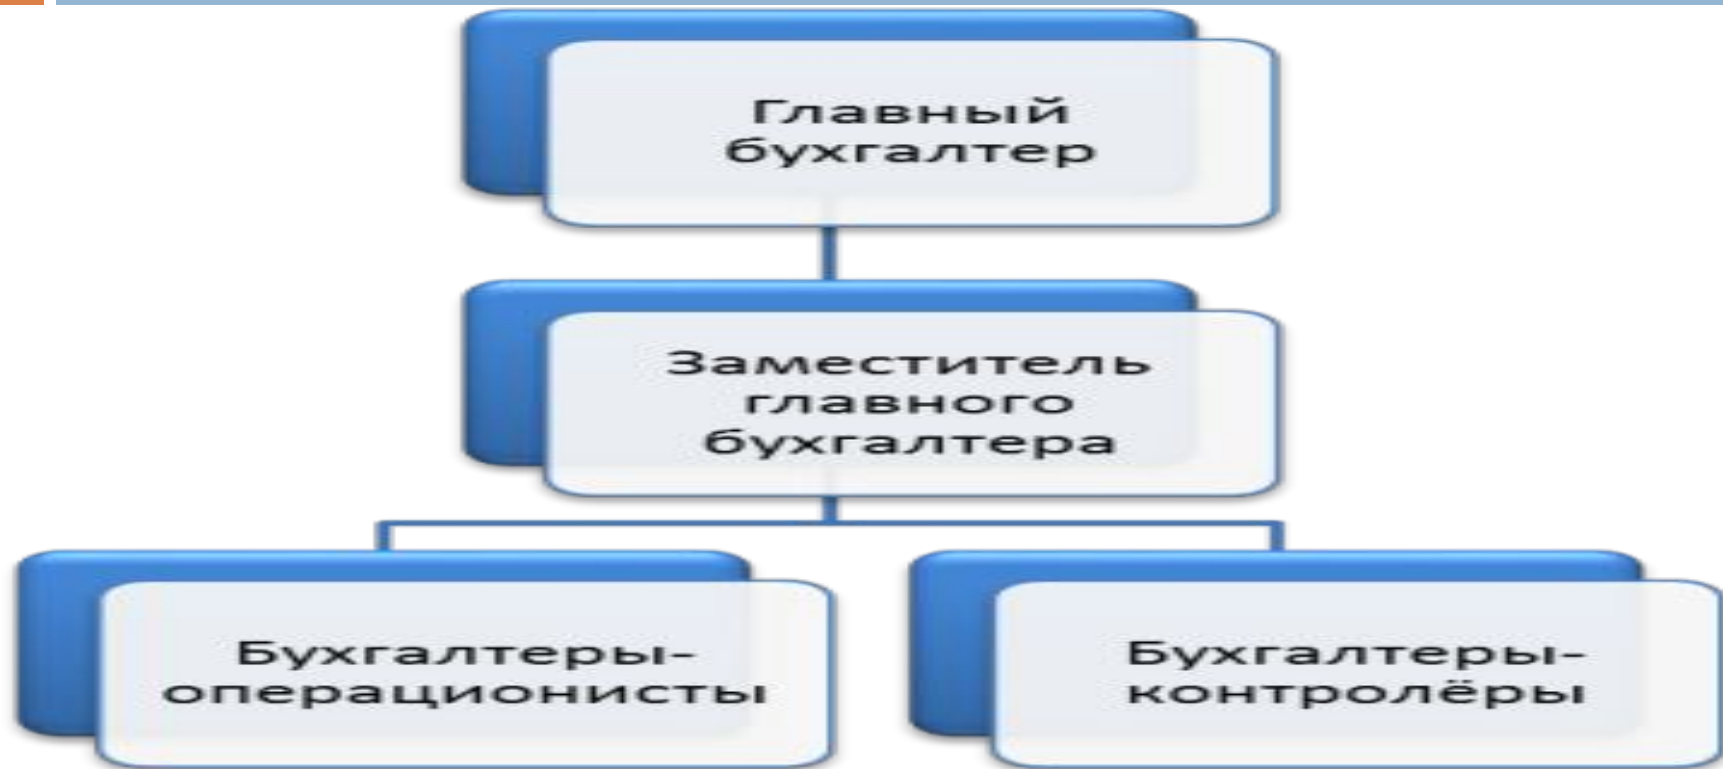 Главный
бухгалтер
Заместитель
главного
бухгалтера
Бухгалтеры-
операционисты
Бухгалтеры-
контролёры